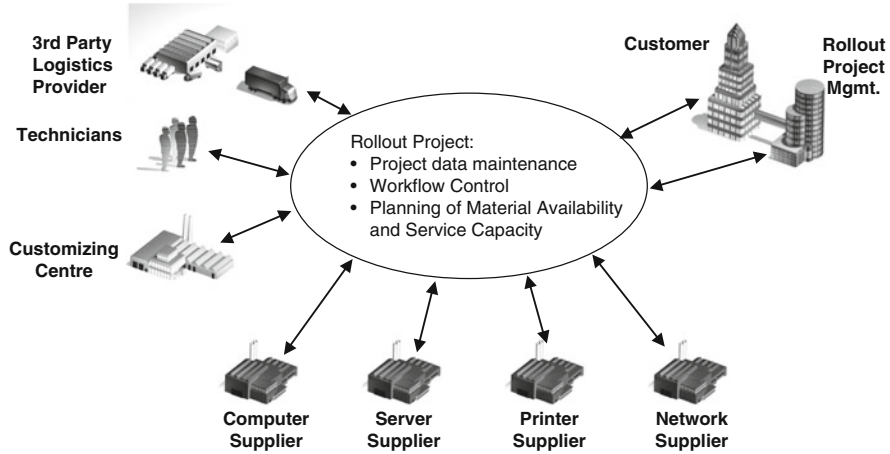 3rd Party
Logistics
Provider
Technicians
Customizing
Centre
Customer
Rollout
Project
Mgmt.
Rollout Project:
• Project data maintenance
• Workflow Control
• Planning of Material Availability
and Service Capacity
Computer
Supplier
Server
Supplier
Printer
Supplier
Network
Supplier